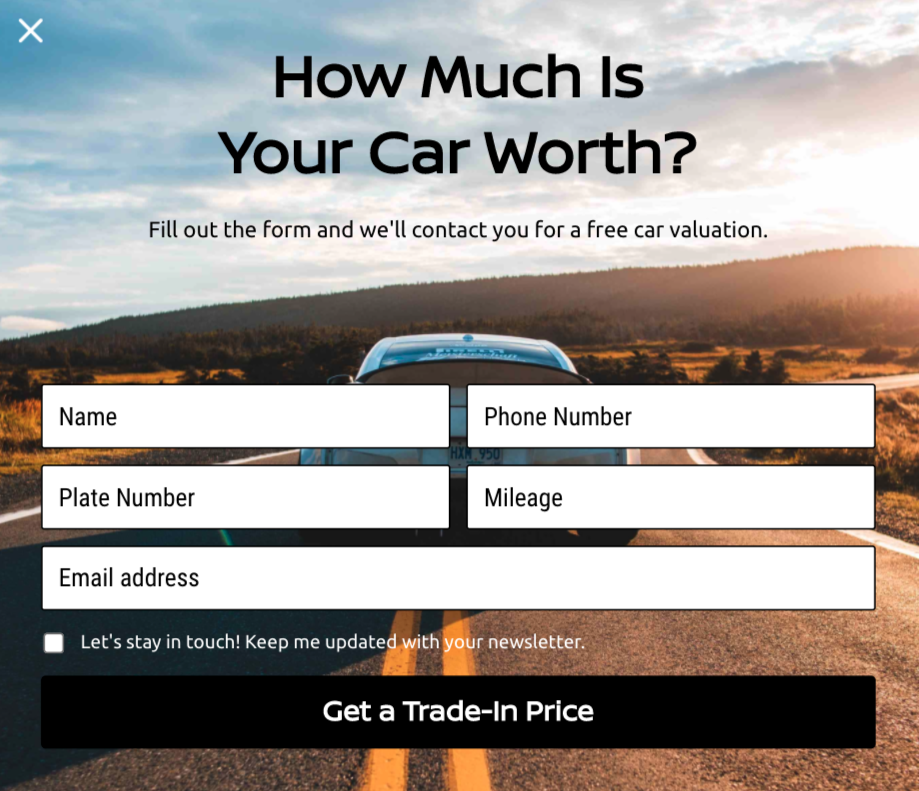 How Much Is
Your Car Worth?
Fill out the form and we'll contact you for a free car valuation.
Name
Phone Number
HXM 950
Plate Number
Mileage
Email address
Let's stay in touch! Keep me updated with your newsletter.
Get a Trade-In Price